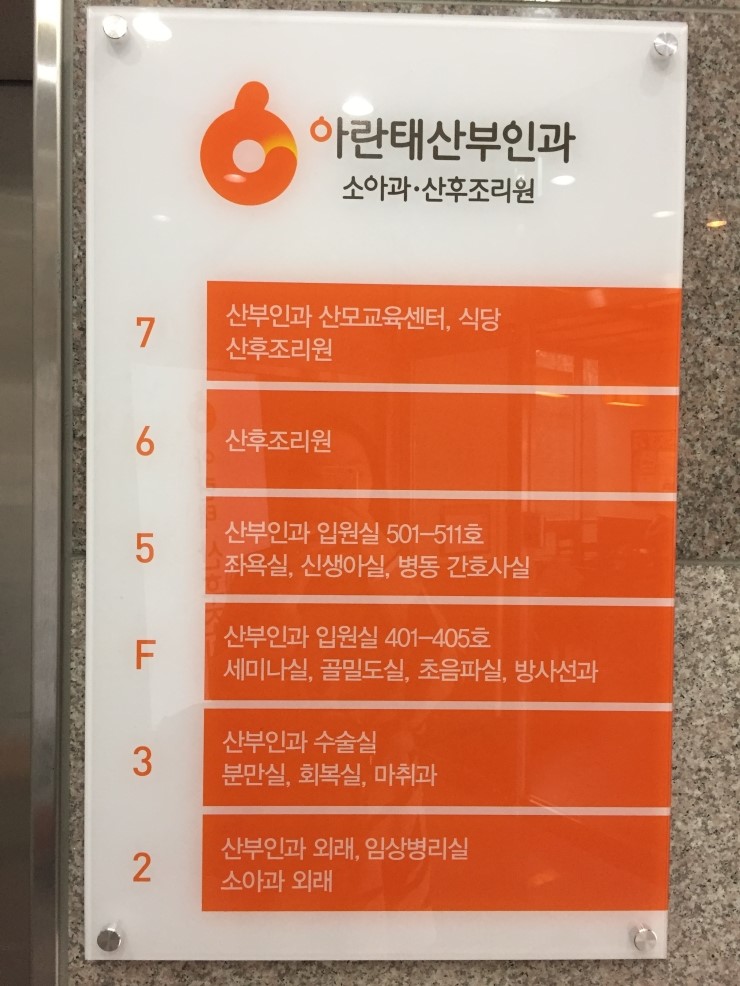 아란태산부인과
소아과·산후조리원
7
산부인과 산모교육센터, 식당
산후조리원
6
산후조리원
5
산부인과 입원실 501-511호
좌욕실, 신생아실, 병동 간호사실
F
산부인과 입원실 401-405호
세미나실, 골밀도실, 초음파실, 방사선과
3
산부인과 수술실
분만실, 회복실, 마취과
2
산부인과 외래, 임상병리실
소아과 외래